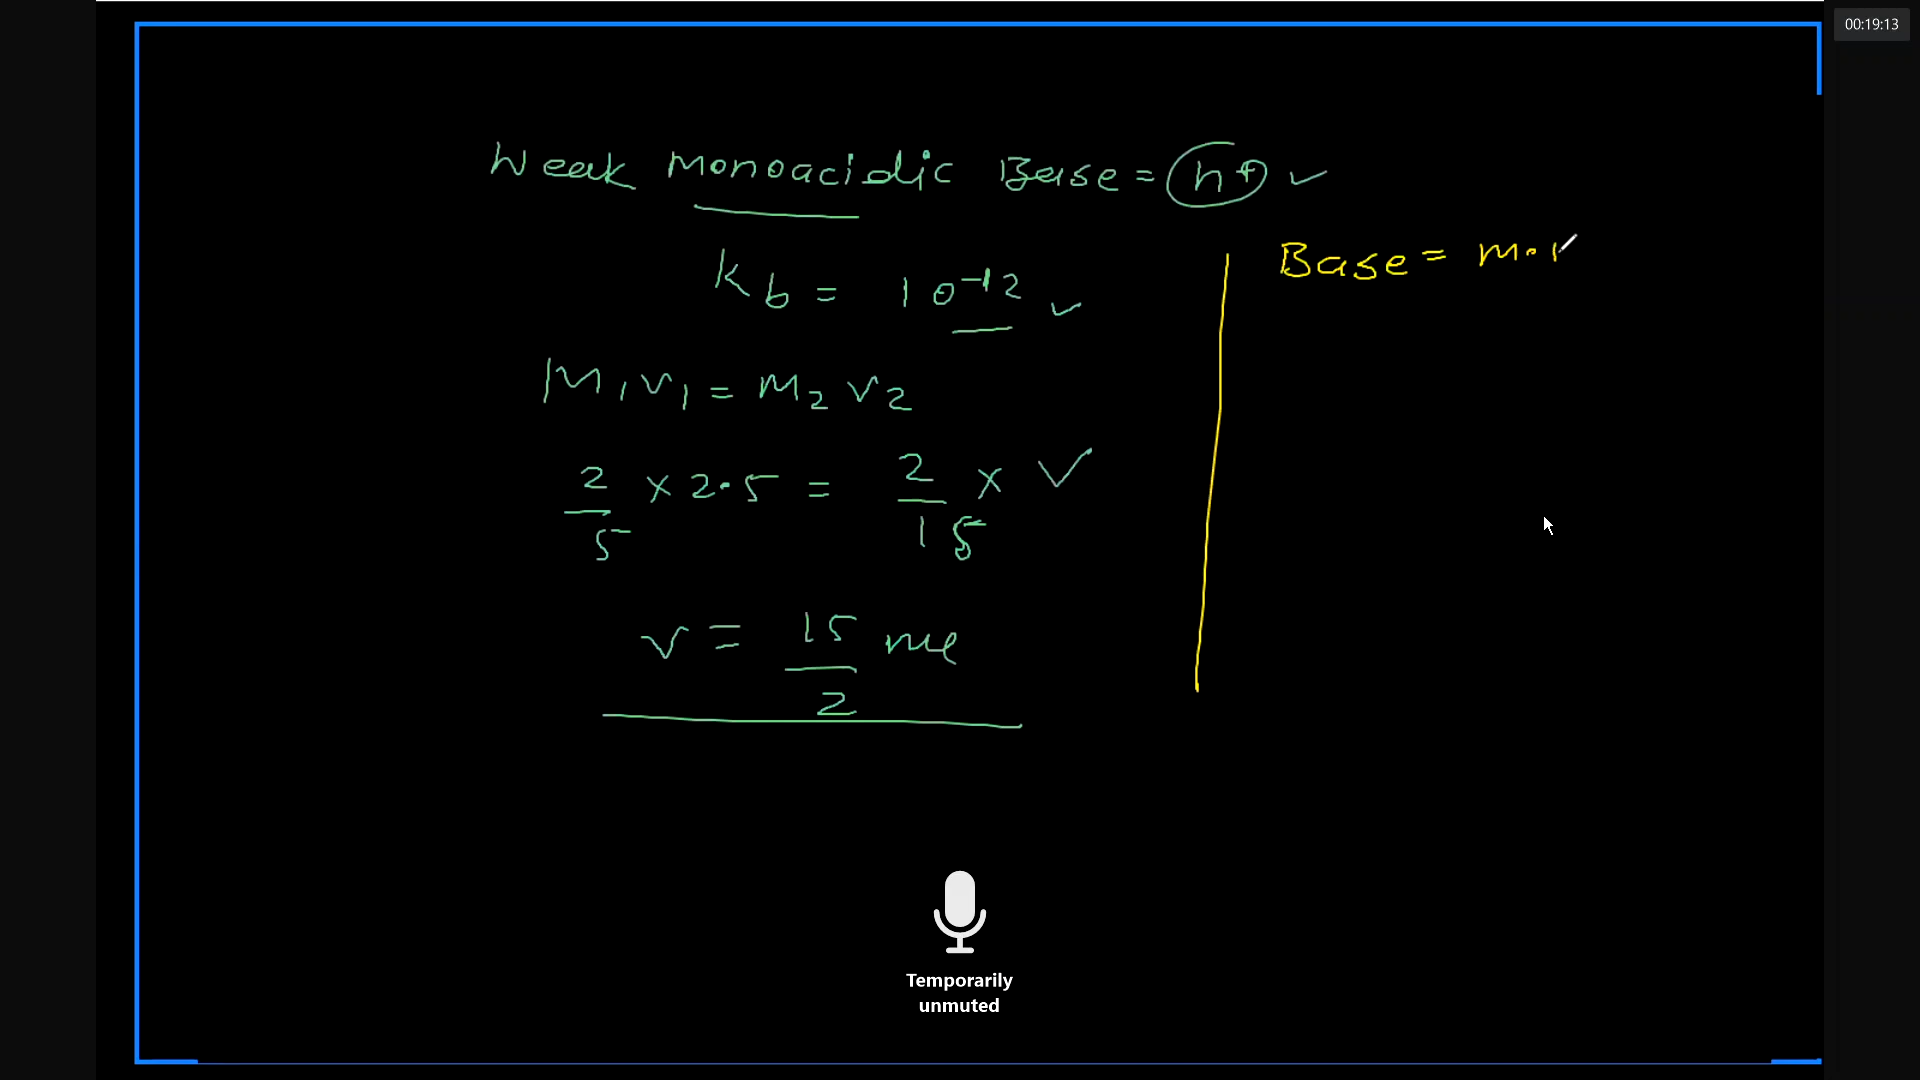 00:19:13
Weak Monoacidic Base = h+ ✓
Kb = 10⁻¹² ✓
Base = m.
M₁V₁ = M₂V₂
2/5 × 2.5 = 2/15 × V
V = 15/2 ml
Temporarily
unmuted